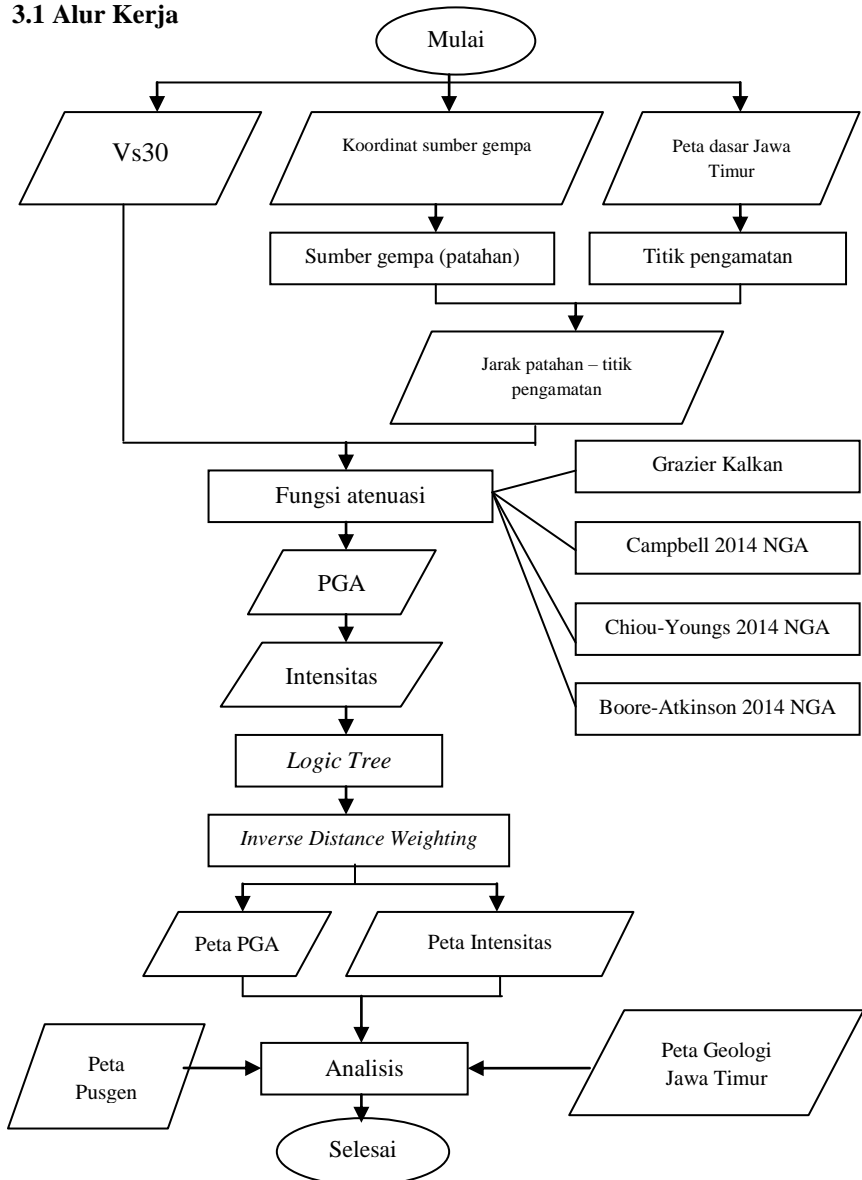 3.1 Alur Kerja
Mulai
Vs30
Koordinat sumber gempa
Peta dasar Jawa
Timur
Sumber gempa (patahan)
Titik pengamatan
Jarak patahan – titik
pengamatan
Fungsi atenuasi
Grazier Kalkan
Campbell 2014 NGA
Chiou-Youngs 2014 NGA
Boore-Atkinson 2014 NGA
PGA
Intensitas
Logic Tree
Inverse Distance Weighting
Peta PGA
Peta Intensitas
Peta
Pusgen
Analisis
Peta Geologi
Jawa Timur
Selesai